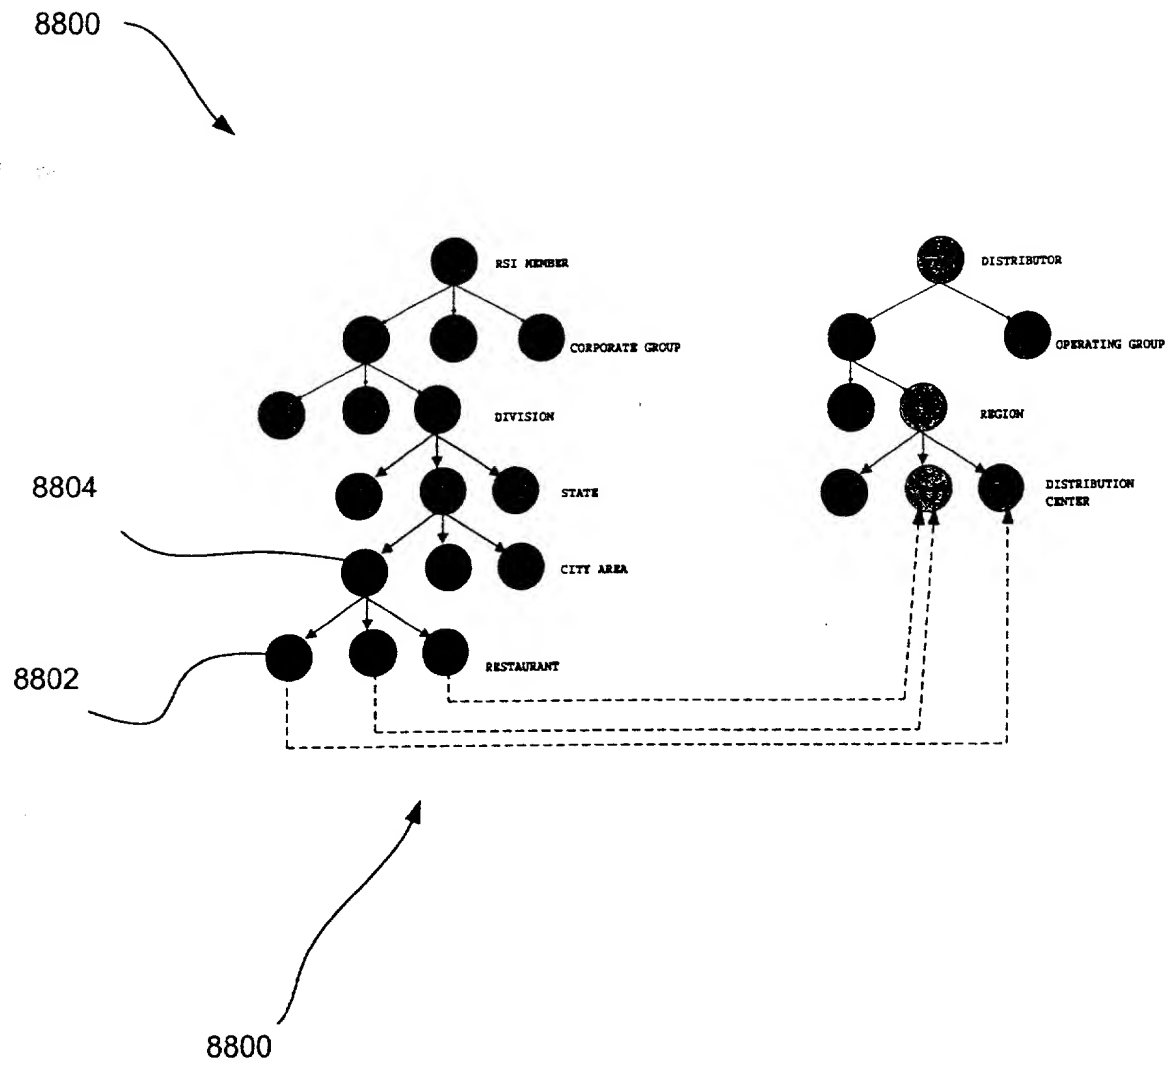 8800
RSI MEMBER
DISTRIBUTOR
CORPORATE GROUP
OPERATING GROUP
DIVISION
REGION
8804
STATE
DISTRIBUTION
CENTER
CITY AREA
8802
RESTAURANT
8800